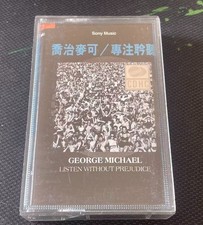 Sony Music
喬治麥可／專注聆聽
GEORGE MICHAEL
LISTEN WITHOUT PREJUDICE